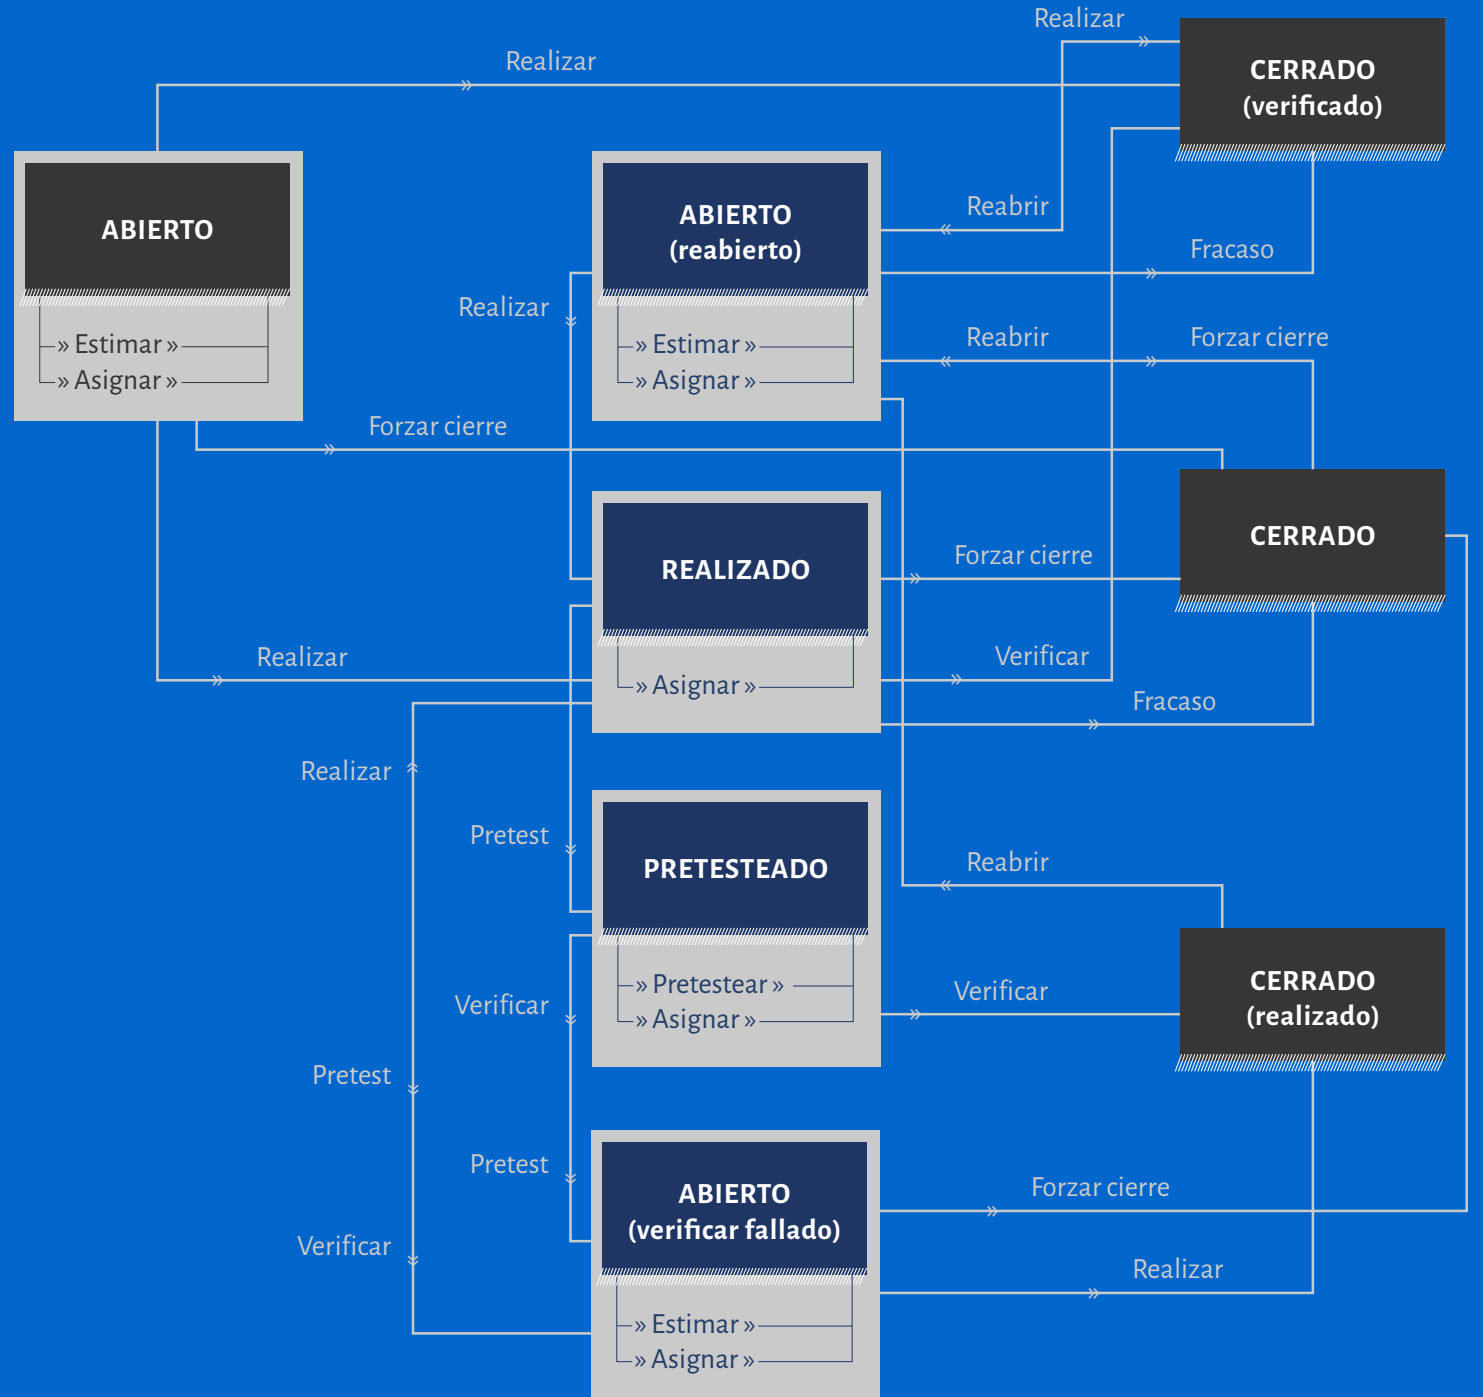 Realizar
Realizar
CERRADO
(verificado)
ABIERTO
» Estimar »
» Asignar »
ABIERTO
(reabierto)
» Estimar »
» Asignar »
Reabrir
Fracaso
Realizar
Reabrir
Forzar cierre
Forzar cierre
CERRADO
REALIZADO
» Asignar »
Forzar cierre
Realizar
Verificar
Fracaso
Realizar
Pretest
PRETESTEADO
» Pretestear »
» Asignar »
Reabrir
Verificar
Verificar
CERRADO
(realizado)
Pretest
Pretest
ABIERTO
(verificar fallado)
» Estimar »
» Asignar »
Forzar cierre
Verificar
Realizar